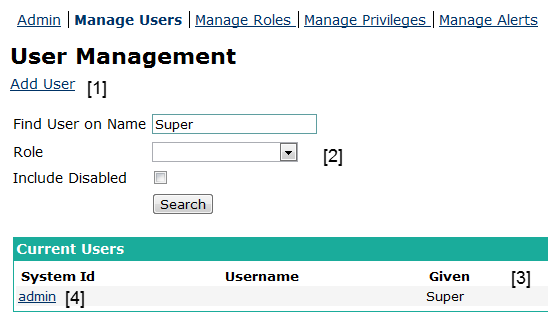 Admin | Manage Users | Manage Roles | Manage Privileges | Manage Alerts
User Management
Add User [1]
Find User on Name Super
Role [2]
Include Disabled
Search
Current Users
System Id Username Given [3]
admin [4] Super